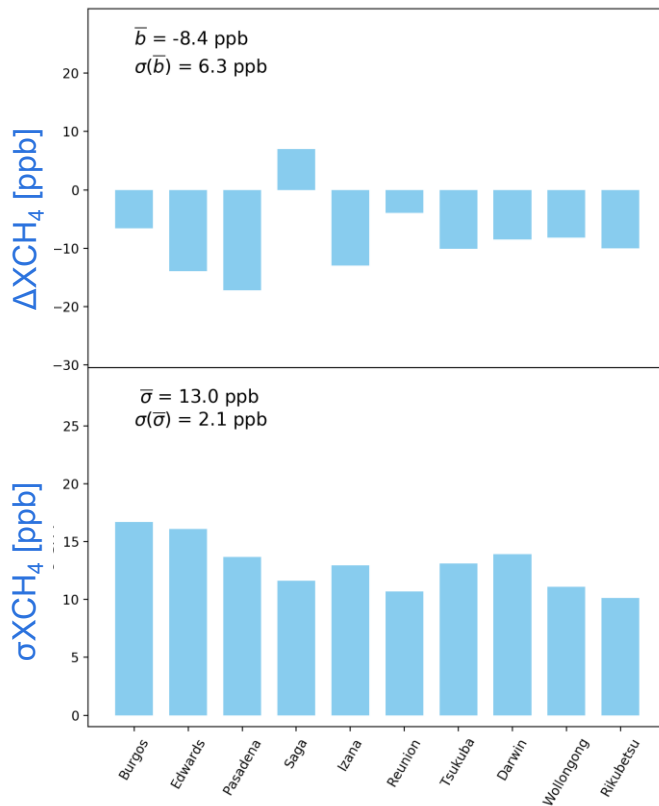 b̅ = -8.4 ppb
σ(b̅) = 6.3 ppb
ΔXCH₄ [ppb]
20
10
0
−10
−20
−30
σ̅ = 13.0 ppb
σ(σ̅) = 2.1 ppb
σXCH₄ [ppb]
25
20
15
10
5
0
Burgos
Edwards
Pasadena
Saga
Izana
Reunion
Tsukuba
Darwin
Wollongong
Rikubetsu